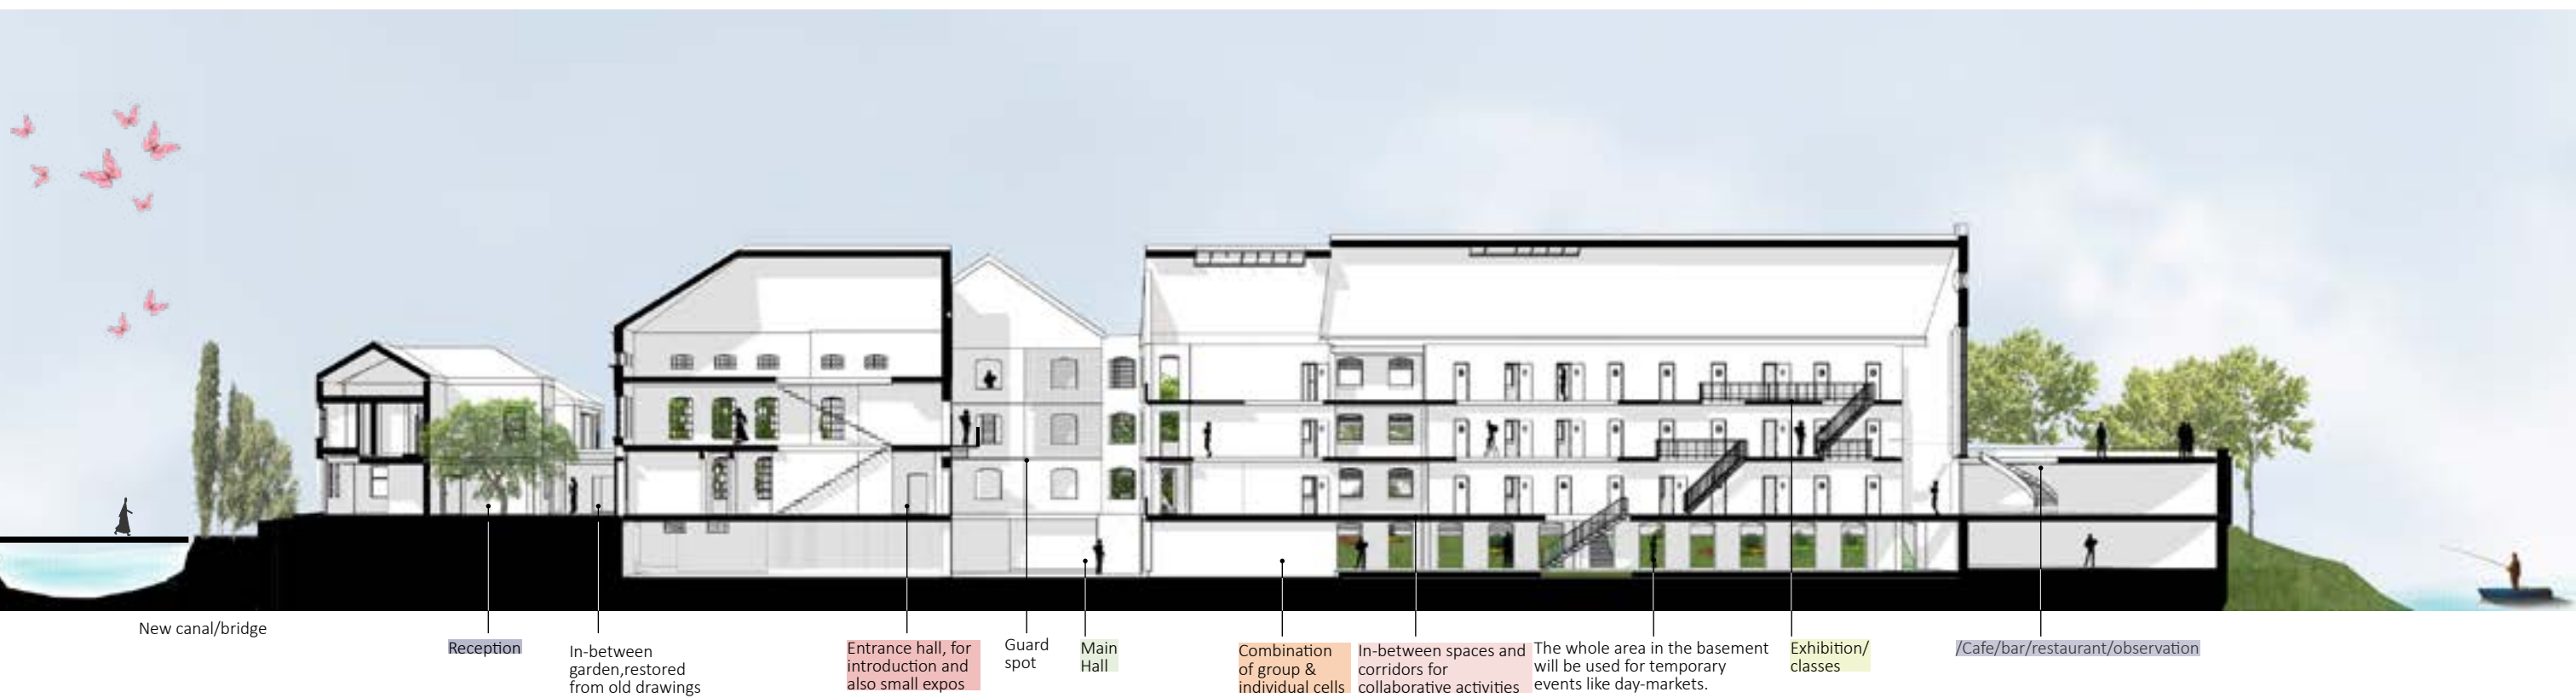 New canal/bridge
Reception
In-between
garden,restored
from old drawings
Entrance hall, for
introduction and
also small expos
Guard
spot
Main
Hall
Combination
of group &
individual cells
In-between spaces and
corridors for
collaborative activities
The whole area in the basement
will be used for temporary
events like day-markets.
Exhibition/
classes
/Cafe/bar/restaurant/observation